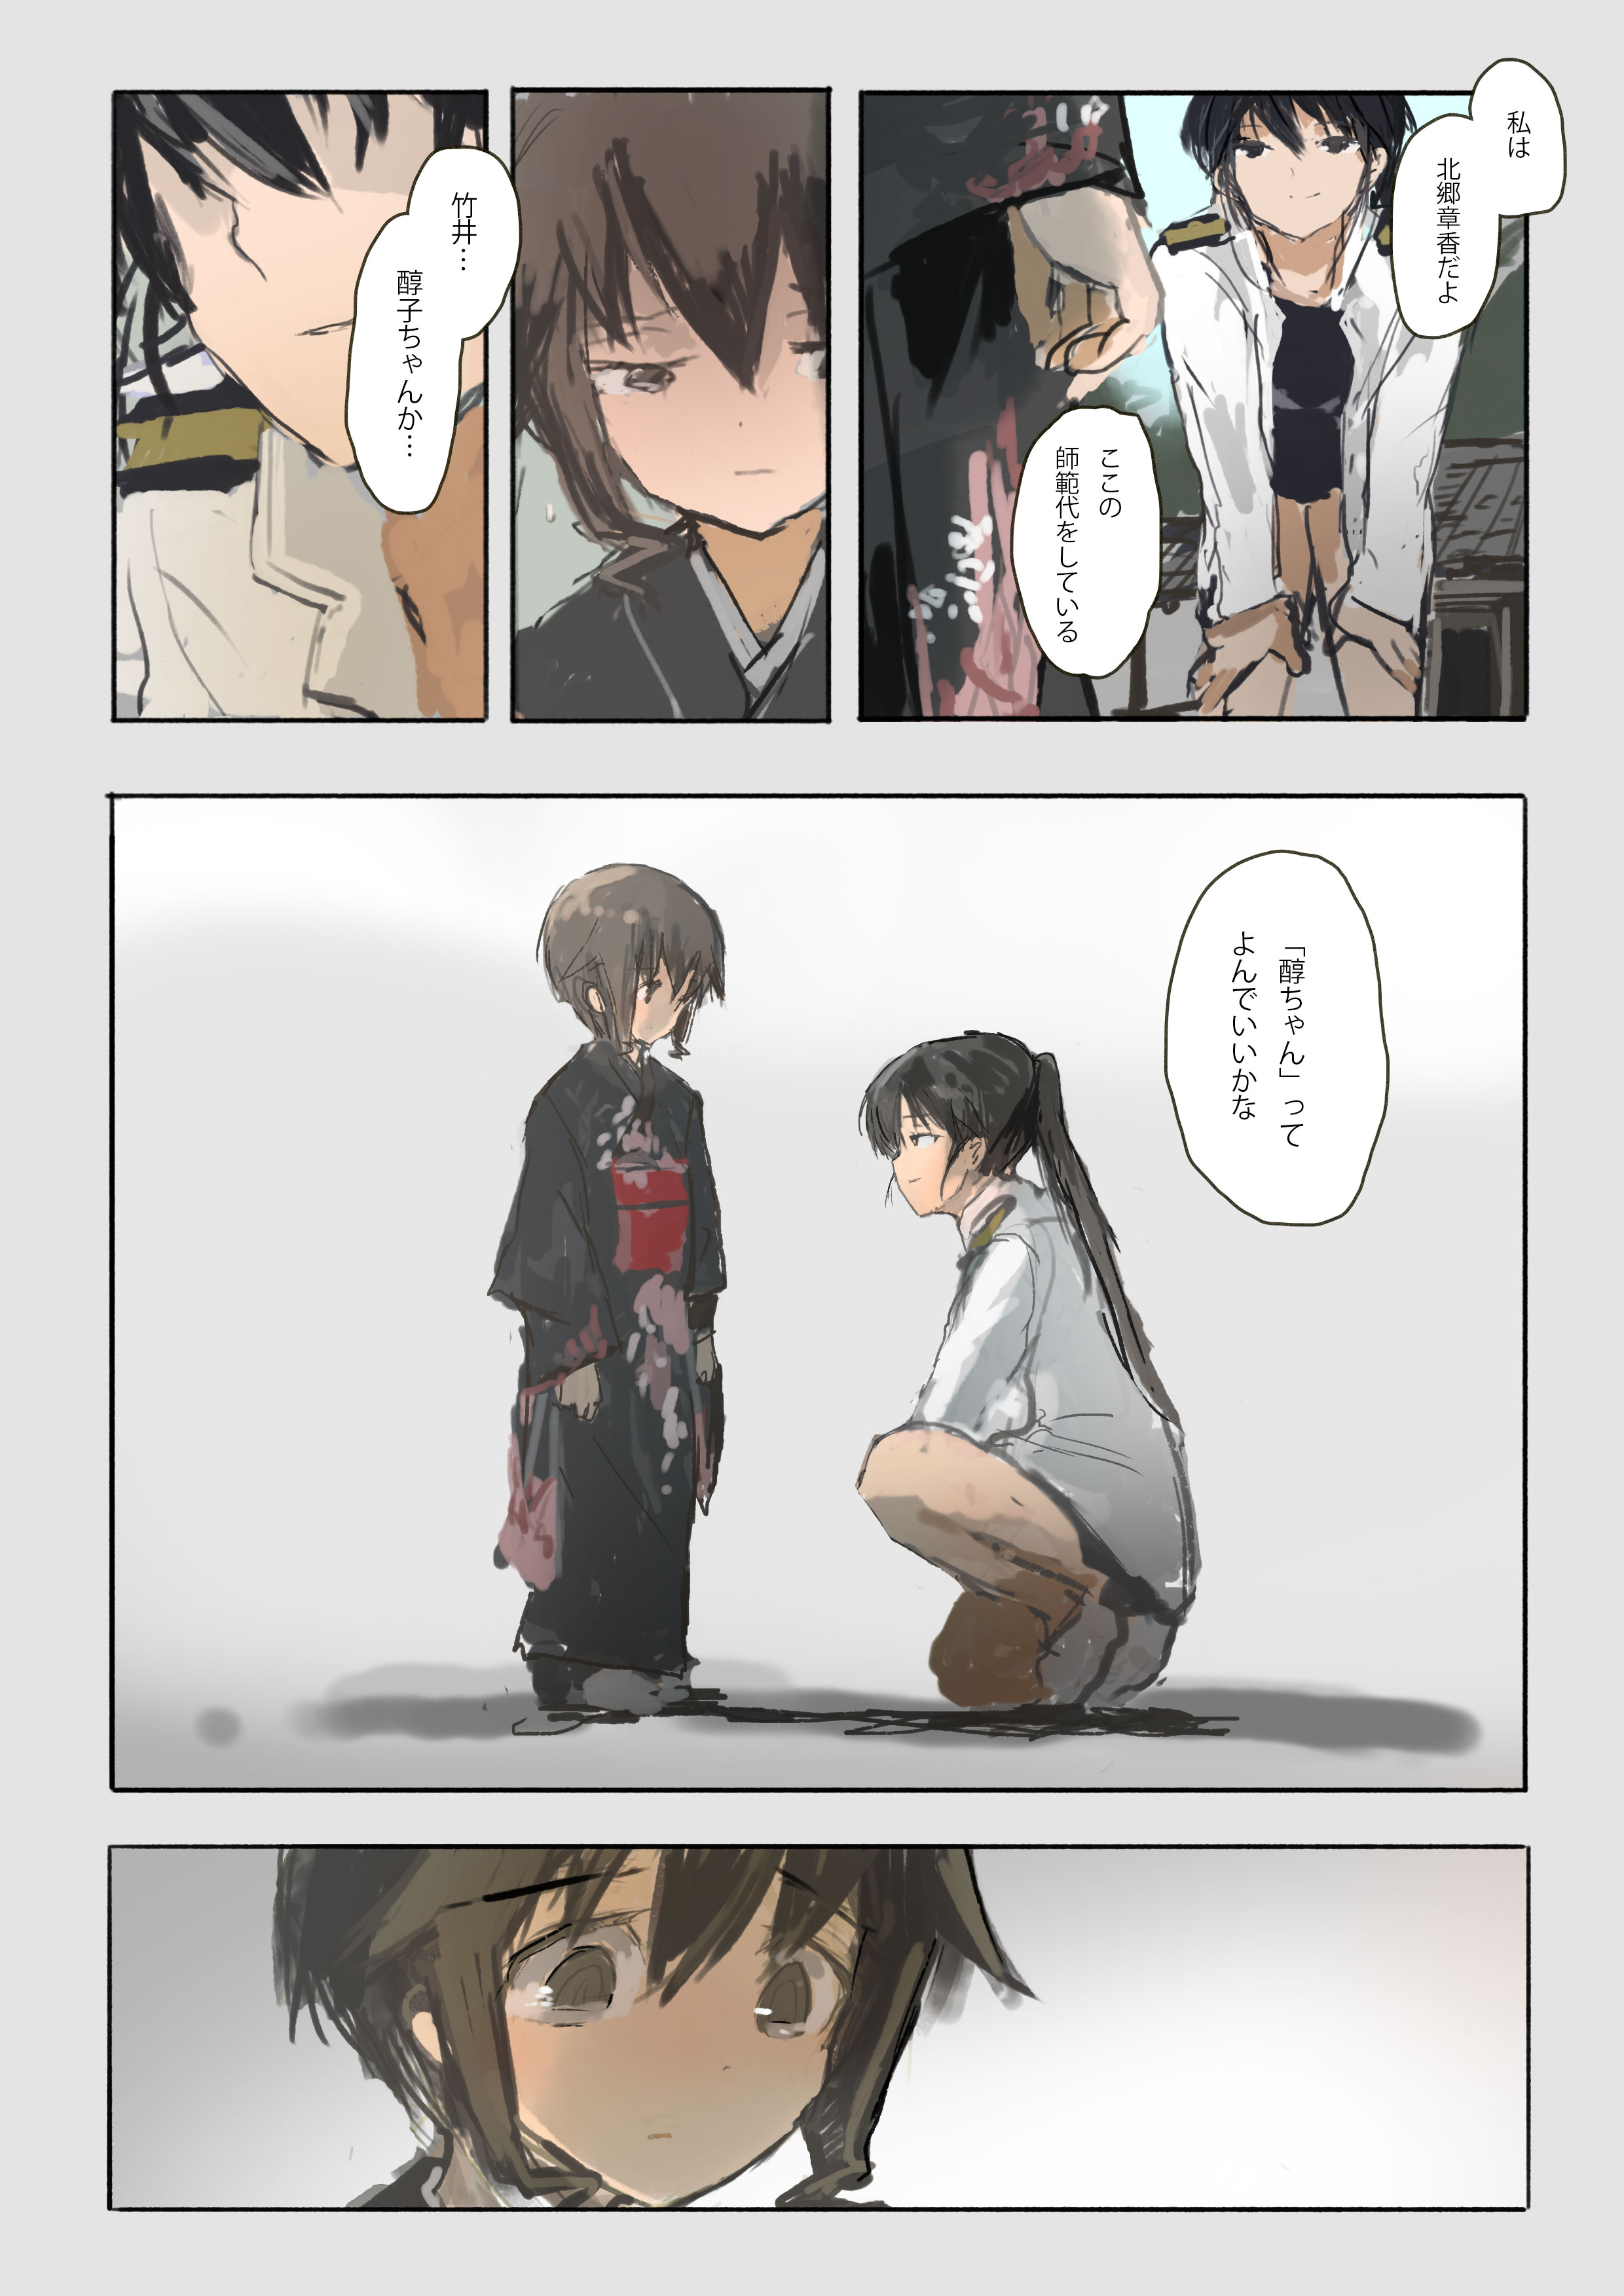 私は
北郷章香だよ
ここの
師範代をしている
竹井…
醇子ちゃんか…
「醇ちゃん」って
よんでいいかな